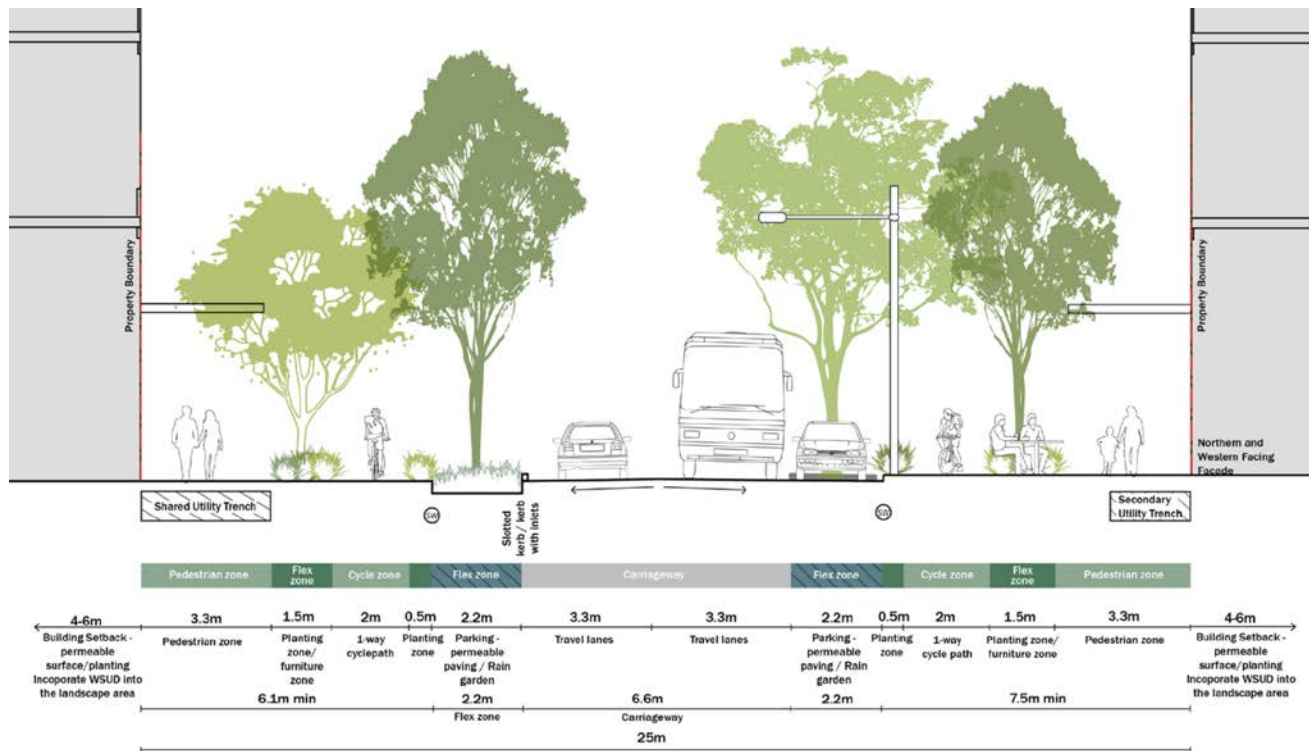 Property Boundary
Property Boundary
Northern and
Western Facing
Facade
Shared Utility Trench
SW
Slotted
kerb / kerb
with inlets
SW
Secondary
Utility Trench
Pedestrian zone
Flex
zone
Cycle zone
Flex zone
Carriageway
Flex zone
Cycle zone
Flex
zone
Pedestrian zone
4-6m
Building Setback -
permeable
surface/planting
Incoporate WSUD into
the landscape area
3.3m
Pedestrian zone
1.5m
Planting
zone/
furniture
zone
2m
1-way
cyclepath
0.5m
Planting
zone
2.2m
Parking -
permeable
paving / Rain
garden
3.3m
Travel lanes
3.3m
Travel lanes
2.2m
Parking -
permeable
paving / Rain
garden
0.5m
Planting
zone
2m
1-way
cycle path
1.5m
Planting zone/
furniture zone
3.3m
Pedestrian zone
4-6m
Building Setback -
permeable
surface/planting
Incoporate WSUD into
the landscape area
6.1m min
2.2m
Flex zone
6.6m
Carriageway
2.2m
7.5m min
25m